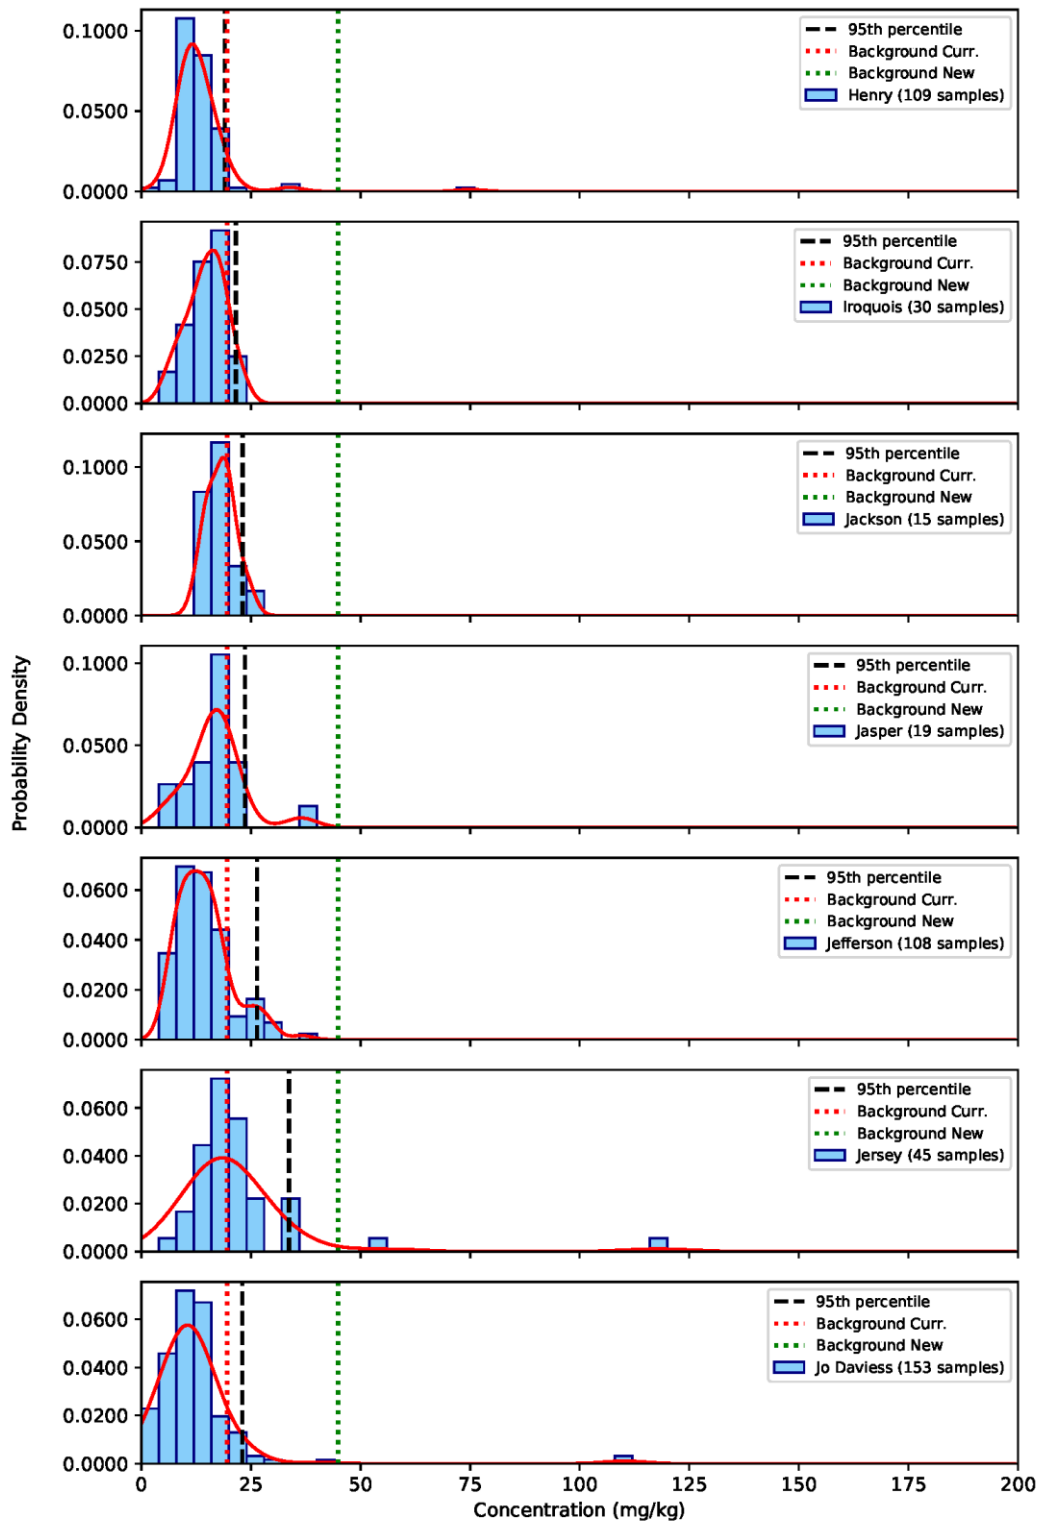 0.1000
0.0500
0.0000
95th percentile
Background Curr.
Background New
Henry (109 samples)
0.0750
0.0500
0.0250
0.0000
95th percentile
Background Curr.
Background New
Iroquois (30 samples)
0.1000
0.0500
0.0000
95th percentile
Background Curr.
Background New
Jackson (15 samples)
Probability Density
0.1000
0.0500
0.0000
95th percentile
Background Curr.
Background New
Jasper (19 samples)
0.0600
0.0400
0.0200
0.0000
95th percentile
Background Curr.
Background New
Jefferson (108 samples)
0.0600
0.0400
0.0200
0.0000
95th percentile
Background Curr.
Background New
Jersey (45 samples)
0.0600
0.0400
0.0200
0.0000
95th percentile
Background Curr.
Background New
Jo Daviess (153 samples)
0 25 50 75 100 125 150 175 200
Concentration (mg/kg)